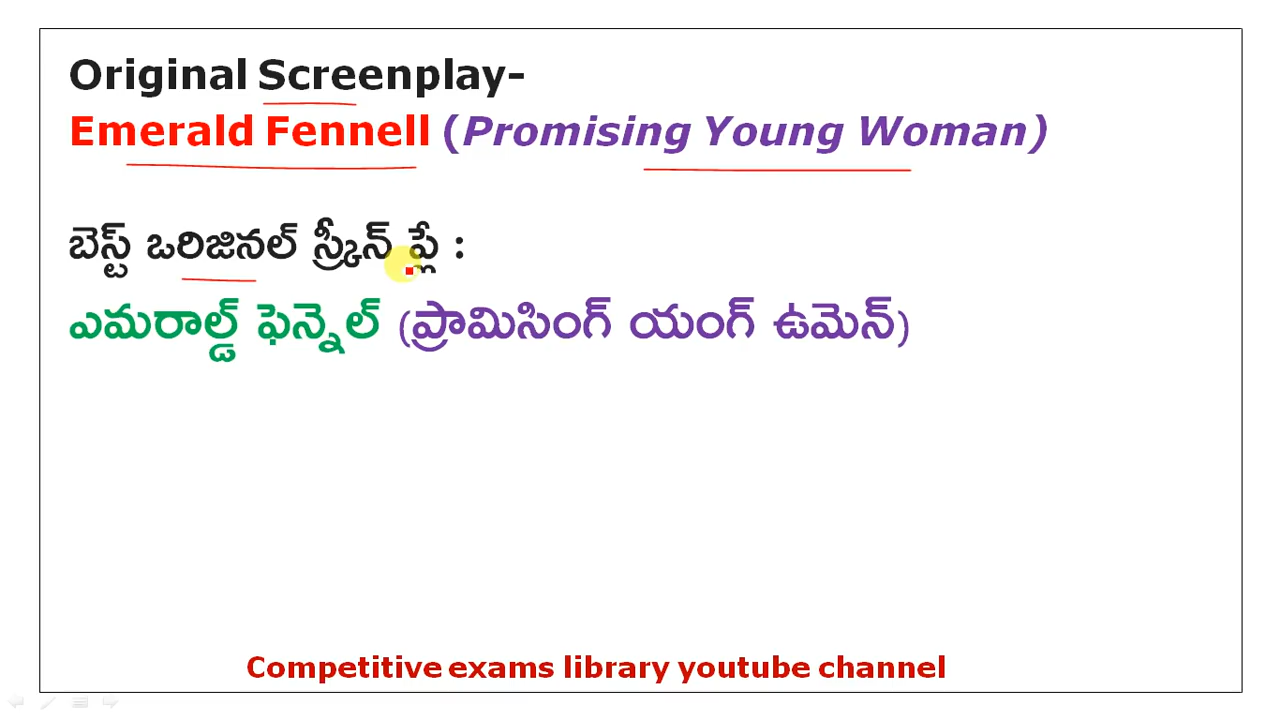 Original Screenplay-
Emerald Fennell (Promising Young Woman)
బెస్ట్ ఒరిజినల్ స్క్రీన్ ప్లే :
ఎమరాల్డ్ ఫెన్నెల్ (ప్రామిసింగ్ యంగ్ ఉమెన్)
Competitive exams library youtube channel